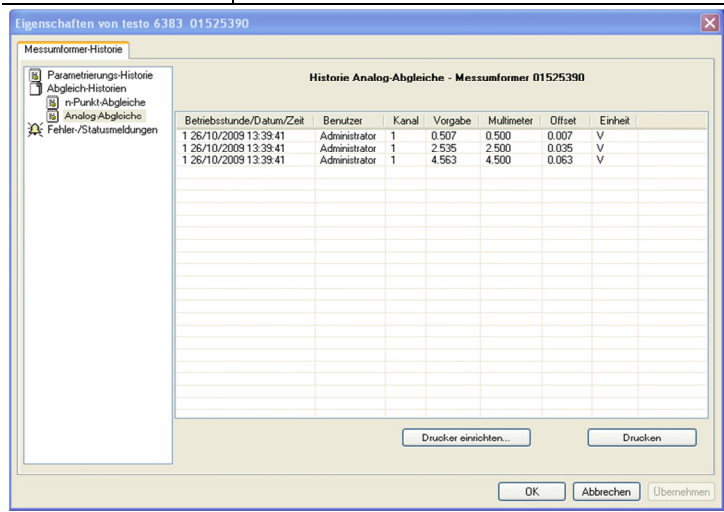 Eigenschaften von testo 6383 01525390
Messumformer-Historie
Parametrierungs-Historie
Abgleich-Historien
n-Punkt-Abgleiche
Analog Abgleiche
Fehler-/Statusmeldungen
Historie Analog-Abgleiche - Messumformer 01525390
Betriebsstunde/Datum/Zeit Benutzer Kanal Vorgabe Multimeter Offset Einheit
1 26/10/2009 13:39:41 Administrator 1 0.507 0.500 0.007 V
1 26/10/2009 13:39:41 Administrator 1 2.535 2.500 0.035 V
1 26/10/2009 13:39:41 Administrator 1 4.563 4.500 0.063 V
Drucker einrichten... Drucken
OK Abbrechen Übernehmen